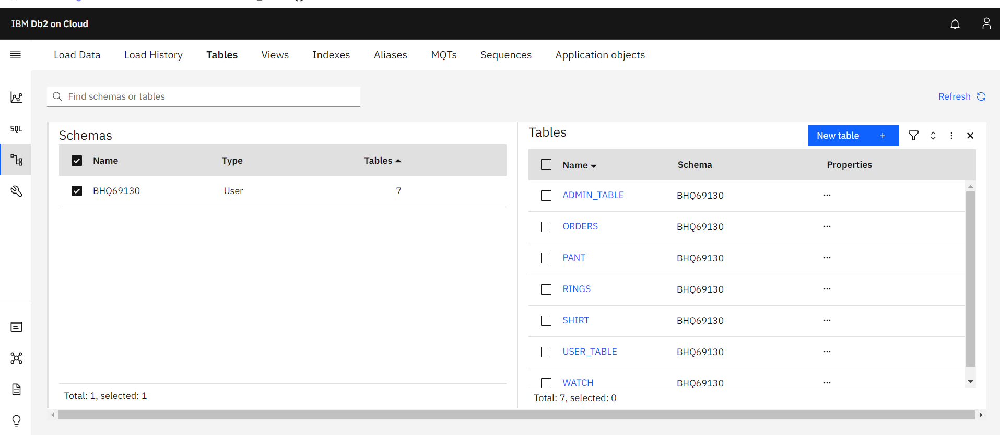 IBM Db2 on Cloud
Load Data Load History Tables Views Indexes Aliases MQTs Sequences Application objects
SQL
Find schemas or tables
Refresh
Schemas
Name Type Tables
BHQ69130 User 7
Total: 1, selected: 1
Tables
New table +
Name Schema Properties
ADMIN_TABLE BHQ69130 ...
ORDERS BHQ69130 ...
PANT BHQ69130 ...
RINGS BHQ69130 ...
SHIRT BHQ69130 ...
USER_TABLE BHQ69130 ...
WATCH BHQ69130 ...
Total: 7, selected: 0